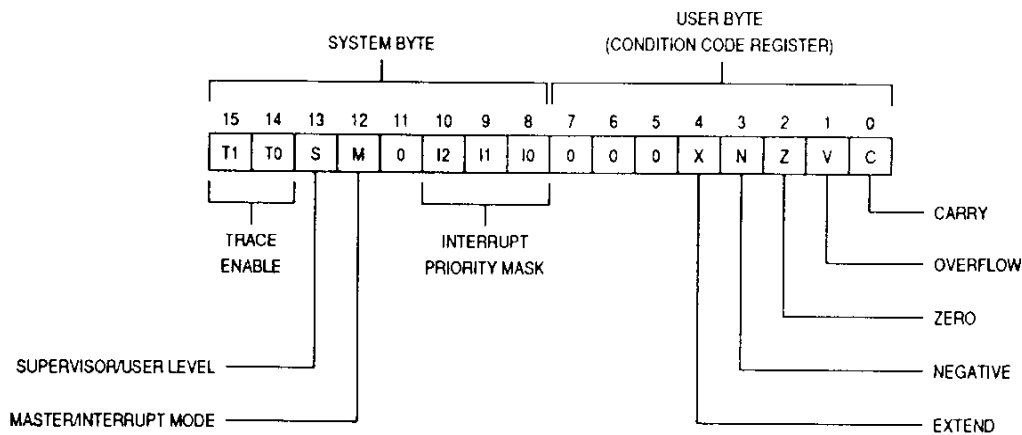 USER BYTE
SYSTEM BYTE
(CONDITION CODE REGISTER)
15 14 13 12 11 10 9 8 7 6 5 4 3 2 1 0
T1 T0 S M 0 I2 I1 I0 0 0 0 X N Z V C
CARRY
TRACE
ENABLE
INTERRUPT
PRIORITY MASK
OVERFLOW
ZERO
SUPERVISOR/USER LEVEL
NEGATIVE
MASTER/INTERRUPT MODE
EXTEND